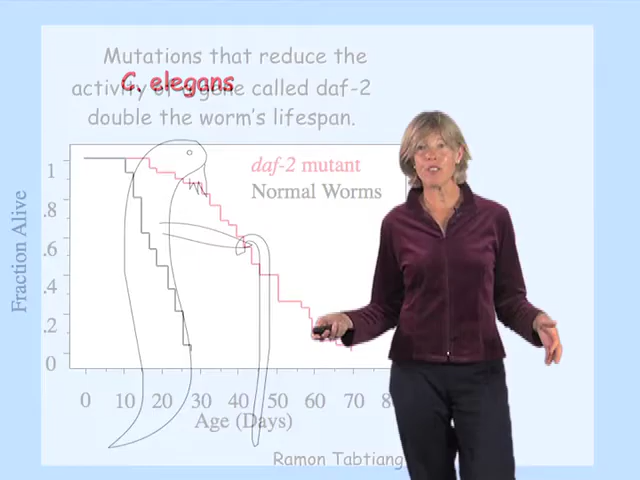 Mutations that reduce the
activity of a gene called daf-2
C. elegans
double the worm's lifespan.
daf-2 mutant
Normal Worms
Fraction Alive
1
.8
.6
.4
.2
0
0 10 20 30 40 50 60 70 8
Age (Days)
Ramon Tabtiang